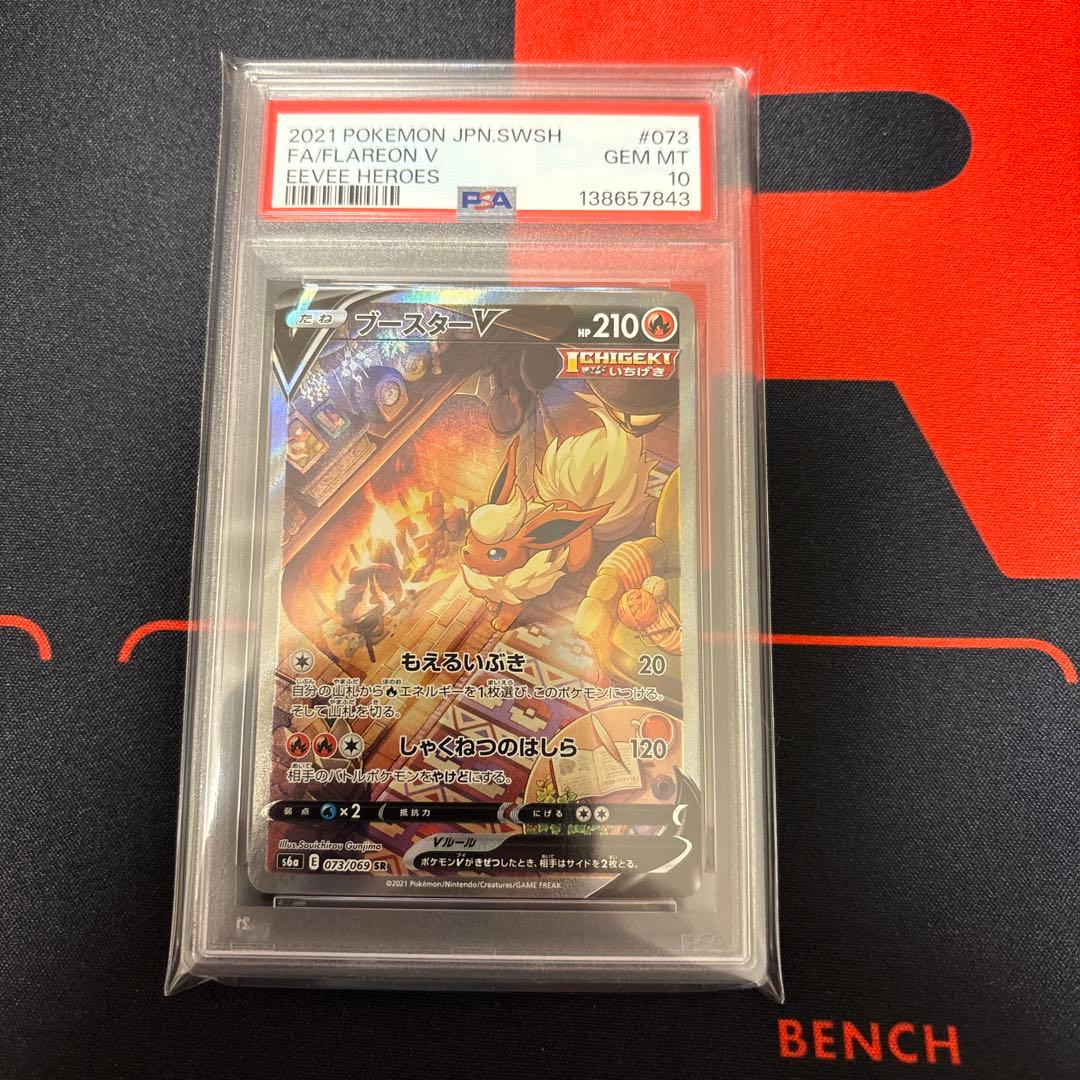 2021 POKEMON JPN.SWSH #073
FA/FLAREON V GEM MT
EEVEE HEROES 10
PSA 138657843
たね ブースターV HP 210
ICHIGEKI
いちげき
もえるいぶき 20
自分の山札から エネルギーを1枚選び、このポケモンにつける。
そして山札を切る。
しゃくねつのはしら 120
相手のバトルポケモンをやけどにする。
弱点 ×2 抵抗力 にげる
Illus.Souichirou Gunjima
Vルール
s6a E 073/069 SR ポケモンVがきぜつしたとき、相手はサイドを2枚とる。
©2021 Pokémon/Nintendo/Creatures/GAME FREAK
PSA
BENCH